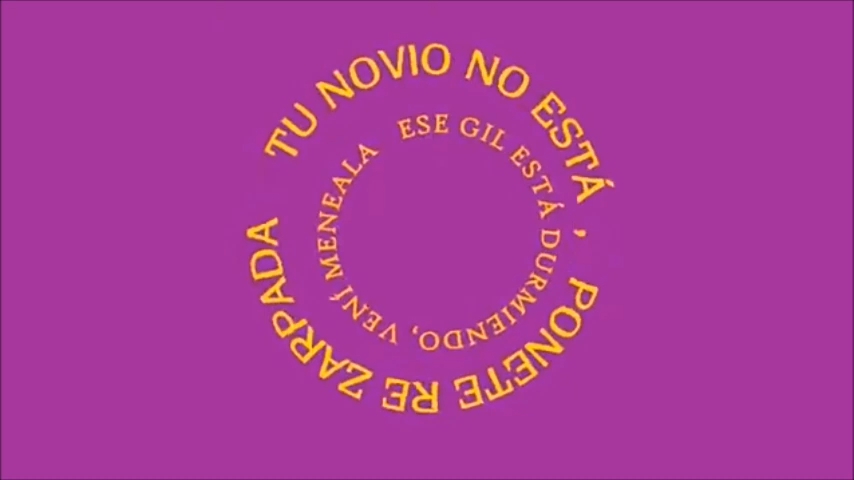 TU NOVIO NO ESTÁ, PONETE RE ZARPADA
ESE GIL ESTÁ DURMIENDO, VENÍ MENEALA